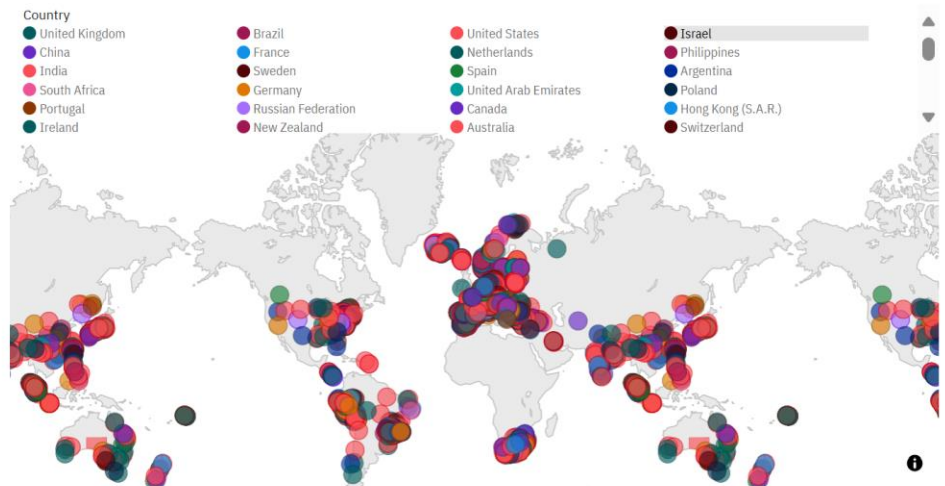 Country
United Kingdom Brazil United States Israel
China France Netherlands Philippines
India Sweden Spain Argentina
South Africa Germany United Arab Emirates Poland
Portugal Russian Federation Canada Hong Kong (S.A.R.)
Ireland New Zealand Australia Switzerland